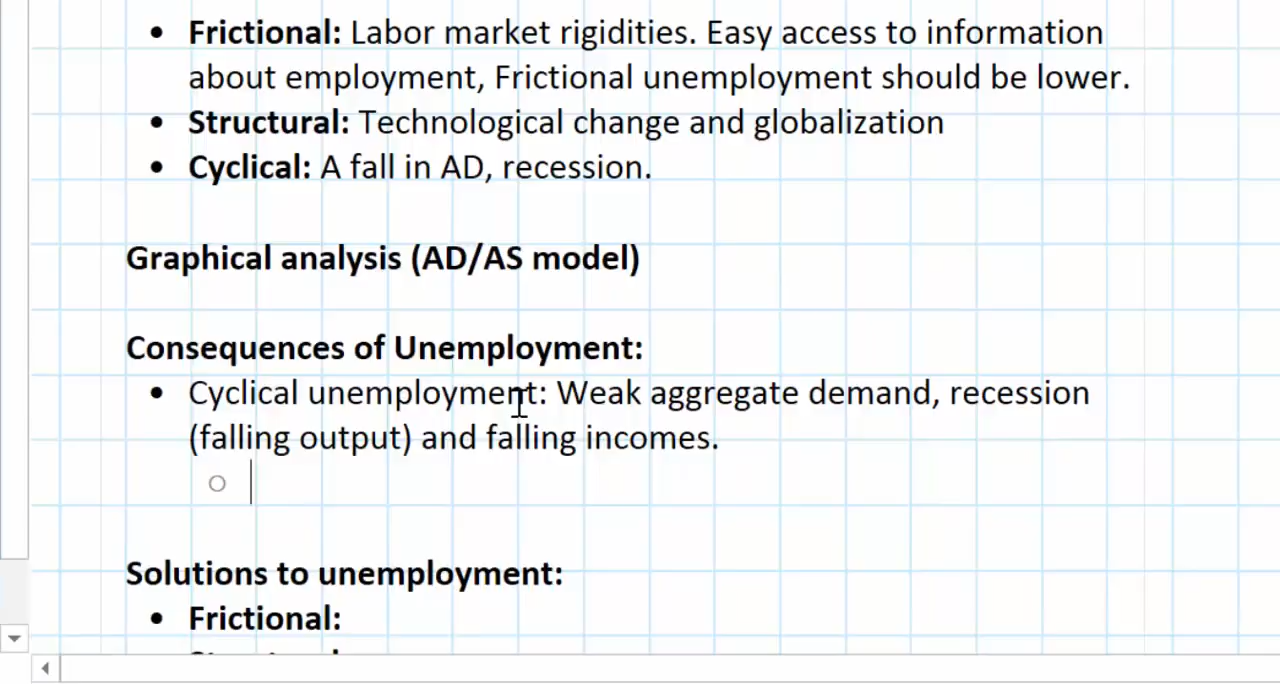 • Frictional: Labor market rigidities. Easy access to information
about employment, Frictional unemployment should be lower.
• Structural: Technological change and globalization
• Cyclical: A fall in AD, recession.
Graphical analysis (AD/AS model)
Consequences of Unemployment:
• Cyclical unemployment: Weak aggregate demand, recession
(falling output) and falling incomes.
Solutions to unemployment:
• Frictional: